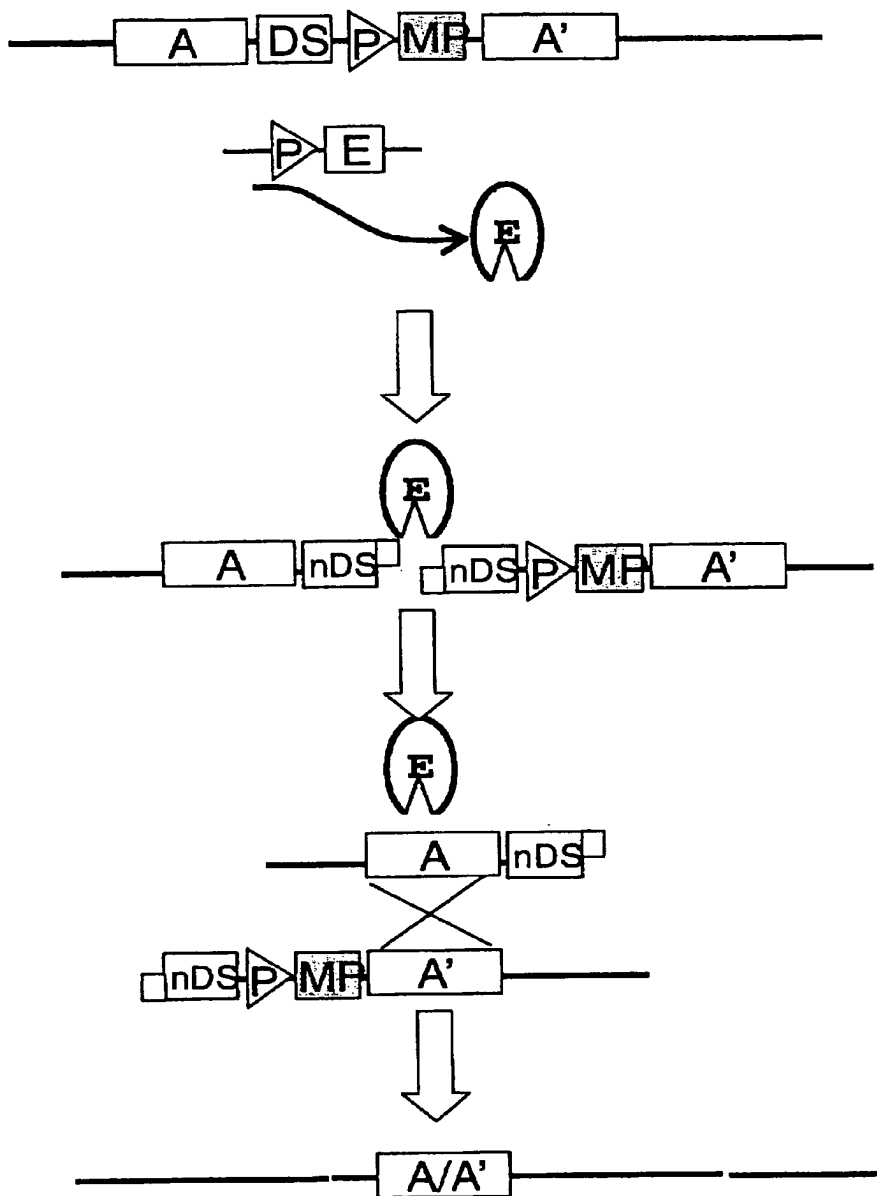 A DS P MP A'
P E
E
E
A nDS nDS P MP A'
E
A nDS
nDS P MP A'
A/A'